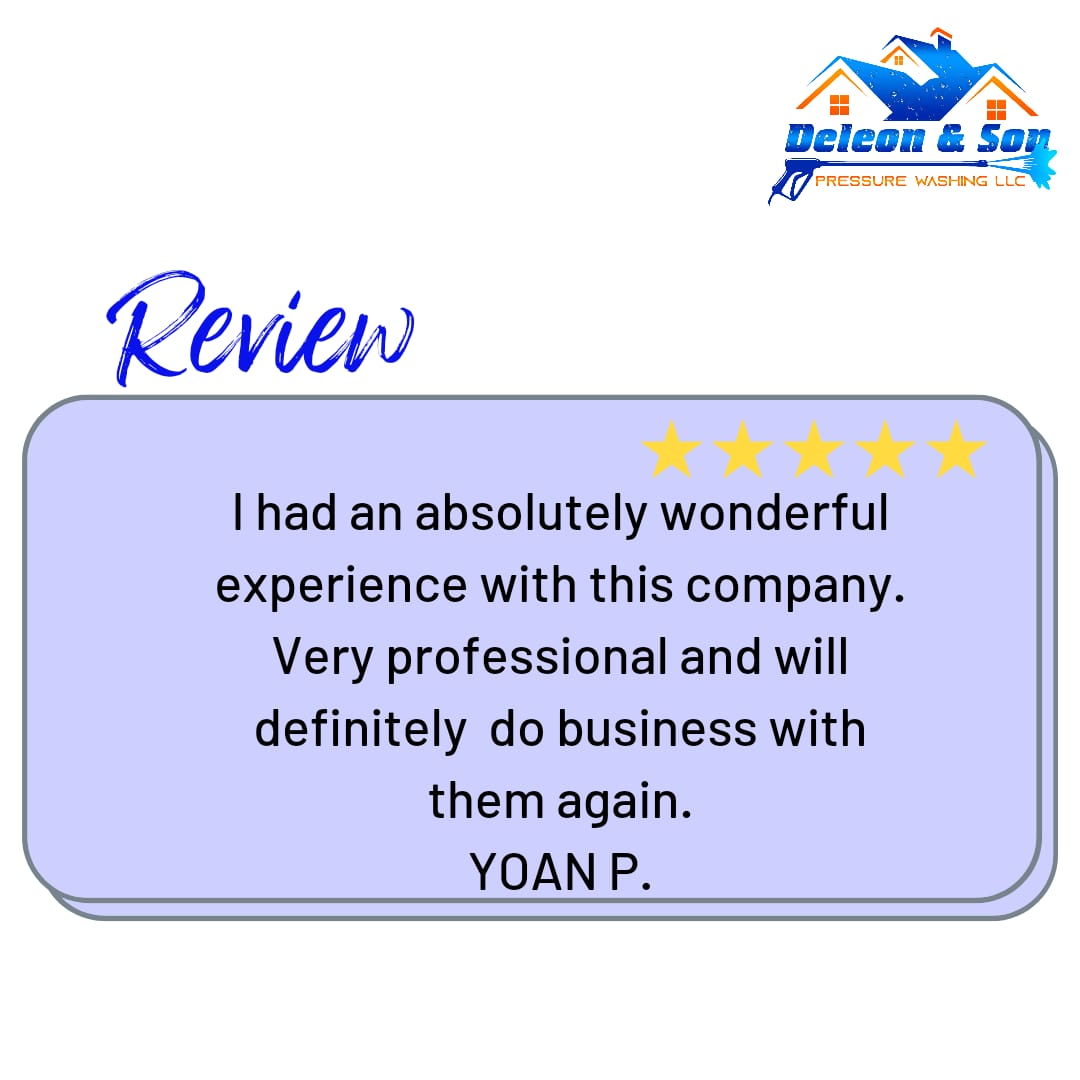 Deleon & Son
PRESSURE WASHING LLC
Review
I had an absolutely wonderful
experience with this company.
Very professional and will
definitely  do business with
them again.
YOAN P.